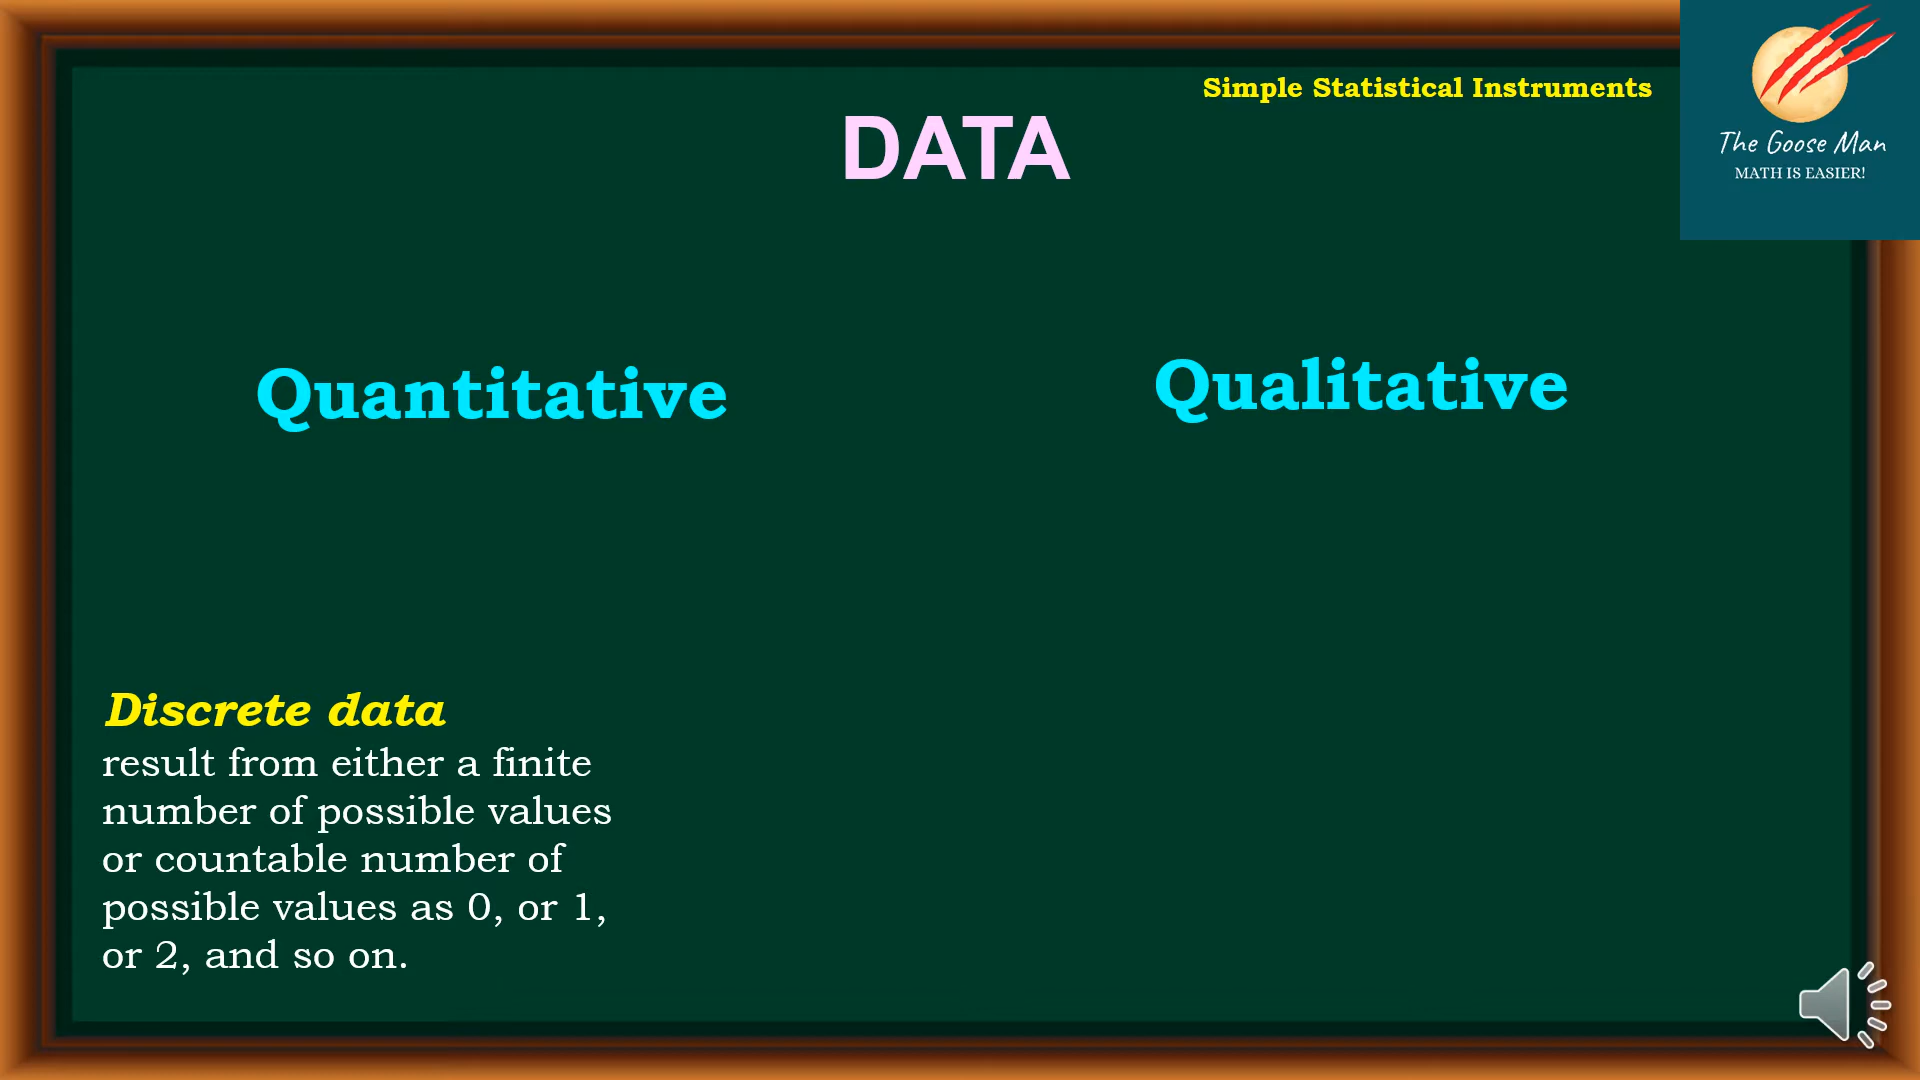 Simple Statistical Instruments
DATA
The Goose Man
MATH IS EASIER!
Quantitative
Qualitative
Discrete data
result from either a finite
number of possible values
or countable number of
possible values as 0, or 1,
or 2, and so on.